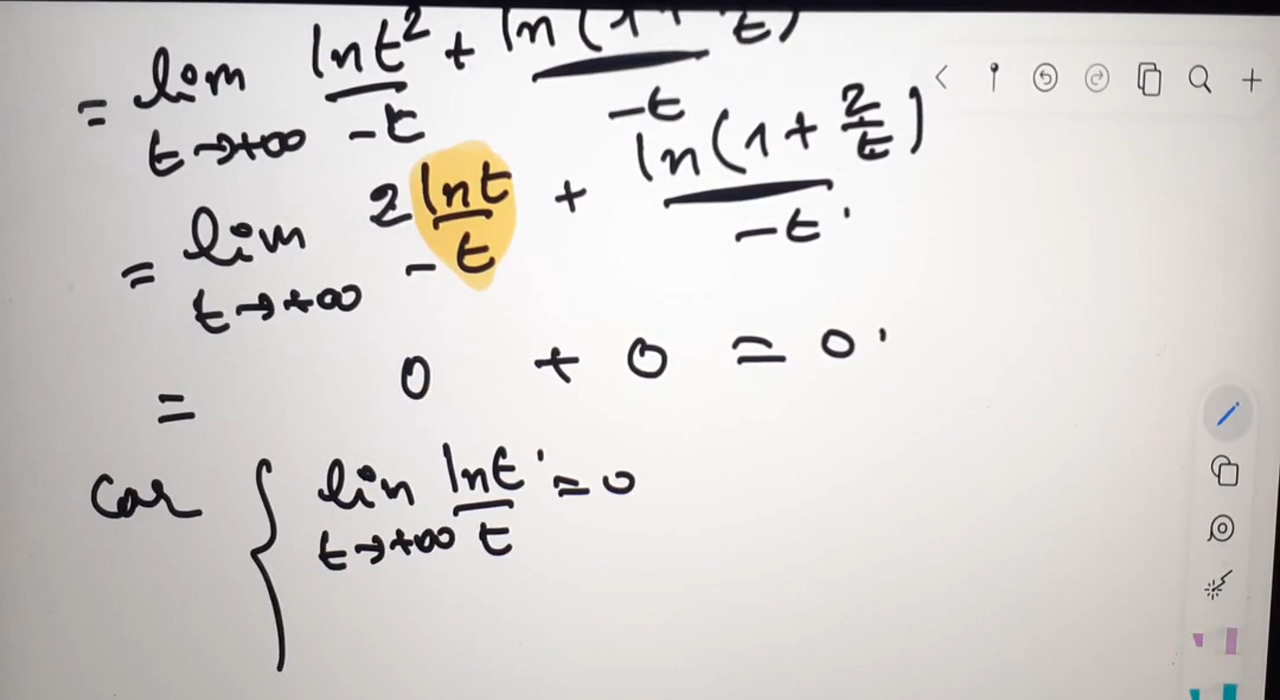 = lim ln t² + ln(1+ 2/t)
t→+∞ -t -t
= lim 2 ln t / -t + ln(1 + 2/t) / -t
t→+∞
= 0 + 0 = 0
Car { lim ln t / t = 0
t→+∞